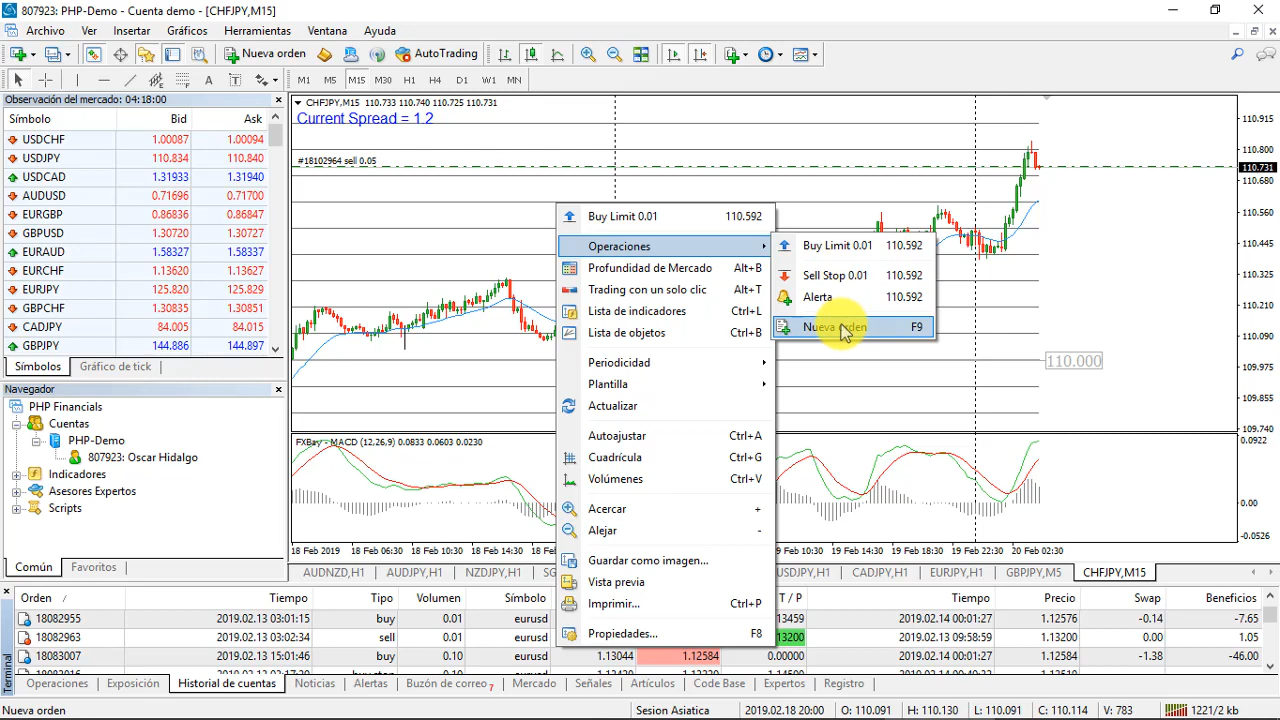 807923: PHP-Demo - Cuenta demo - [CHFJPY,M15]
Archivo Ver Insertar Gráficos Herramientas Ventana Ayuda
Nueva orden AutoTrading
A T M1 M5 M15 M30 H1 H4 D1 W1 MN
Observación del mercado: 04:18:00
Símbolo Bid Ask
USDCHF 1.00087 1.00094
USDJPY 110.834 110.840
USDCAD 1.31933 1.31940
AUDUSD 0.71696 0.71700
EURGBP 0.86836 0.86847
GBPUSD 1.30720 1.30730
EURAUD 1.58327 1.58337
EURCHF 1.13620 1.13630
EURJPY 125.820 125.829
GBPCHF 1.30835 1.30851
CADJPY 84.005 84.015
GBPJPY 144.886 144.897
Símbolos Gráfico de tick
Navegador
PHP Financials
Cuentas
PHP-Demo
807923: Oscar Hidalgo
Indicadores
Asesores Expertos
Scripts
Común Favoritos
CHFJPY,M15 110.733 110.740 110.725 110.731
Current Spread = 1.2
#18102964 sell 0.05
110.915
110.800
110.731
110.680
110.560
110.445
110.325
110.210
110.090
109.975
109.855
109.740
110.000
Buy Limit 0.01 110.592
Operaciones
Profundidad de Mercado Alt+B
Trading con un solo clic Alt+T
Lista de indicadores Ctrl+L
Lista de objetos Ctrl+B
Periodicidad
Plantilla
Actualizar
Autoajustar Ctrl+A
Cuadrícula Ctrl+G
Volúmenes Ctrl+V
Acercar +
Alejar -
Guardar como imagen...
Vista previa
Imprimir... Ctrl+P
Propiedades... F8
Buy Limit 0.01 110.592
Sell Stop 0.01 110.592
Alerta 110.592
Nueva orden F9
FXBay - MACD (12,26,9) 0.0833 0.0603 0.0230
0.0922
0.00
-0.0526
18 Feb 2019 18 Feb 06:30 18 Feb 10:30 18 Feb 14:30 18 Feb 10:30 19 Feb 14:30 19 Feb 18:30 19 Feb 22:30 20 Feb 02:30
AUDNZD,H1 AUDJPY,H1 NZDJPY,H1 SG USDJPY,H1 CADJPY,H1 EURJPY,H1 GBPJPY,M5 CHFJPY,M15
Orden / Tiempo Tipo Volumen Símbolo T / P Tiempo Precio Swap Beneficios
18082955 2019.02.13 03:01:15 buy 0.01 eurusd 13459 2019.02.14 00:01:27 1.12576 -0.14 -7.65
18082963 2019.02.13 03:02:34 sell 0.01 eurusd 13200 2019.02.13 09:58:59 1.13200 0.00 1.05
18083007 2019.02.13 15:01:46 buy 0.10 eurusd 1.13044 1.12584 0.00000 2019.02.14 00:01:27 1.12584 -1.38 -46.00
Terminal
Operaciones Exposición Historial de cuentas Noticias Alertas Buzón de correo 7 Mercado Señales Artículos Code Base Expertos Registro
Nueva orden Sesion Asiatica 2019.02.18 20:00 O: 110.091 H: 110.130 L: 110.091 C: 110.114 V: 783 1221/2 kb